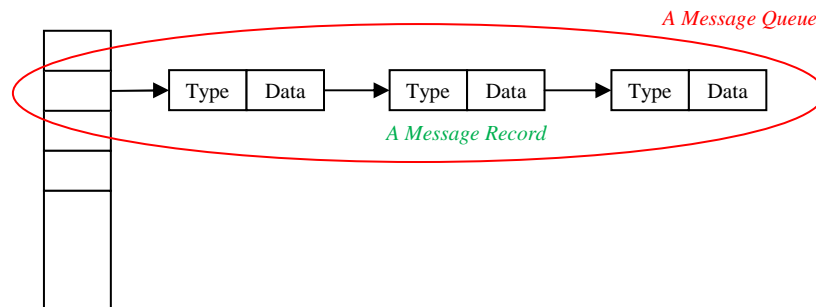 A Message Queue
Type Data Type Data Type Data
A Message Record